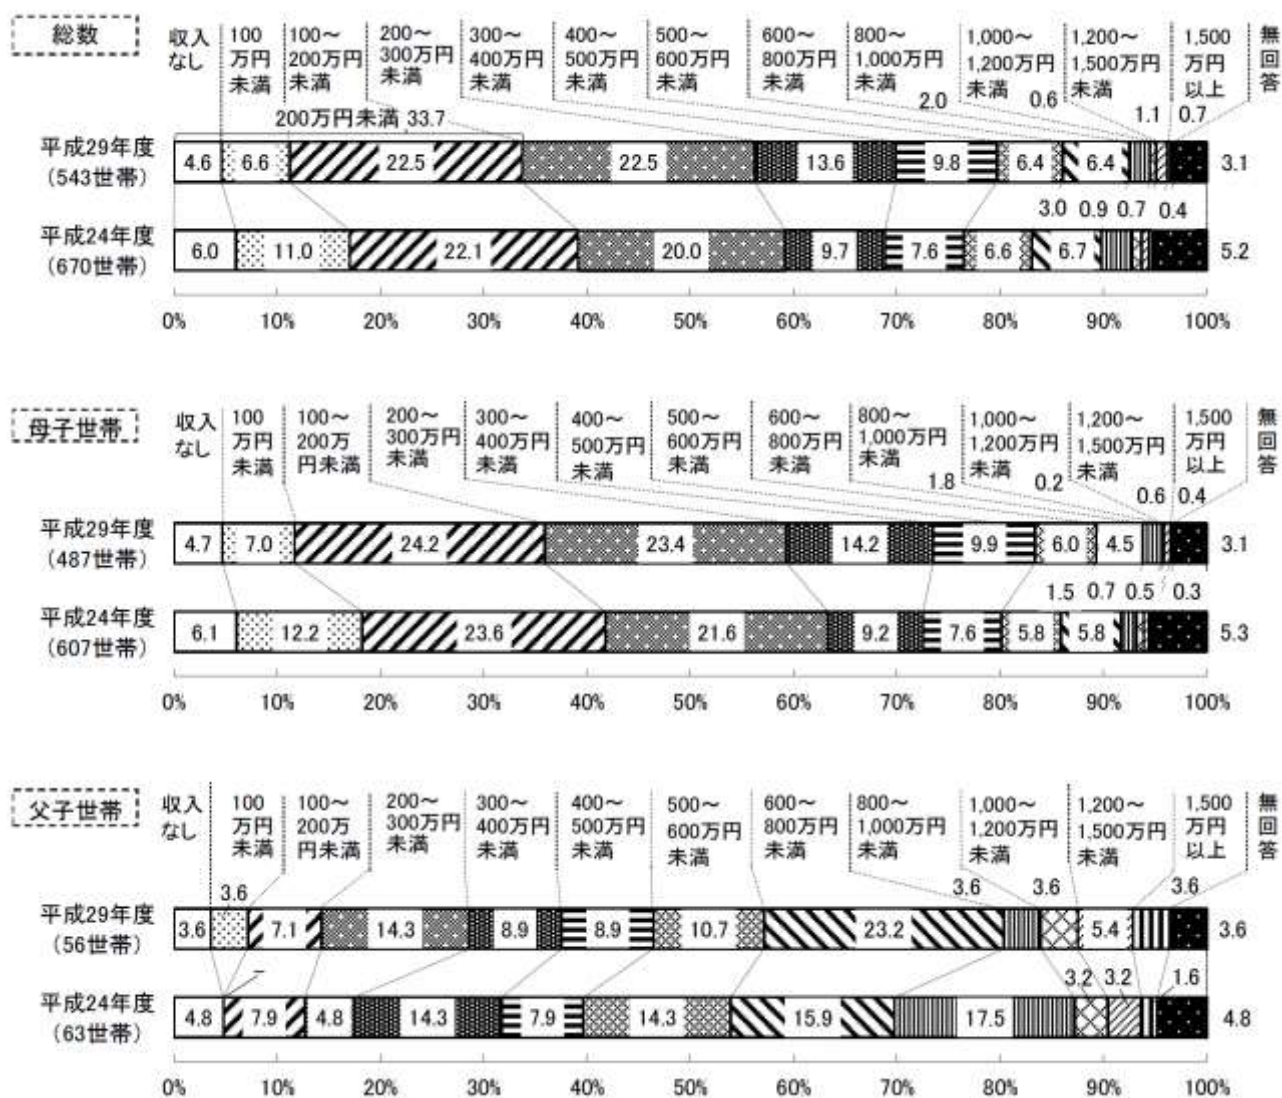 総数
収入
なし
100
万円
未満
100～
200万円
未満
200～
300万円
未満
300～
400万円
未満
400～
500万円
未満
500～
600万円
未満
600～
800万円
未満
800～
1,000万円
未満
1,000～
1,200万円
未満
1,200～
1,500万円
未満
1,500
万円
以上
無
回
答
200万円未満 33.7
2.0 0.6 1.1 0.7
平成29年度
(543世帯)
4.6 6.6 22.5 22.5 13.6 9.8 6.4 6.4 3.1
3.0 0.9 0.7 0.4
平成24年度
(670世帯)
6.0 11.0 22.1 20.0 9.7 7.6 6.6 6.7 5.2
0% 10% 20% 30% 40% 50% 60% 70% 80% 90% 100%
母子世帯
収入
なし
100
万円
未満
100～
200万
円未満
200～
300万円
未満
300～
400万円
未満
400～
500万円
未満
500～
600万円
未満
600～
800万円
未満
800～
1,000万円
未満
1,000～
1,200万円
未満
1,200～
1,500万円
未満
1,500
万円
以上
無
回
答
1.8 0.2 0.6 0.4
平成29年度
(487世帯)
4.7 7.0 24.2 23.4 14.2 9.9 6.0 4.5 3.1
1.5 0.7 0.5 0.3
平成24年度
(607世帯)
6.1 12.2 23.6 21.6 9.2 7.6 5.8 5.8 5.3
0% 10% 20% 30% 40% 50% 60% 70% 80% 90% 100%
父子世帯
収入
なし
100
万円
未満
100～
200万
円未満
200～
300万円
未満
300～
400万円
未満
400～
500万円
未満
500～
600万円
未満
600～
800万円
未満
800～
1,000万円
未満
1,000～
1,200万円
未満
1,200～
1,500万円
未満
1,500
万円
以上
無
回
答
3.6 3.6 3.6 3.6
平成29年度
(56世帯)
3.6 7.1 14.3 8.9 8.9 10.7 23.2 5.4 3.6
－ 3.2 3.2 1.6
平成24年度
(63世帯)
4.8 7.9 4.8 14.3 7.9 14.3 15.9 17.5 4.8
0% 10% 20% 30% 40% 50% 60% 70% 80% 90% 100%